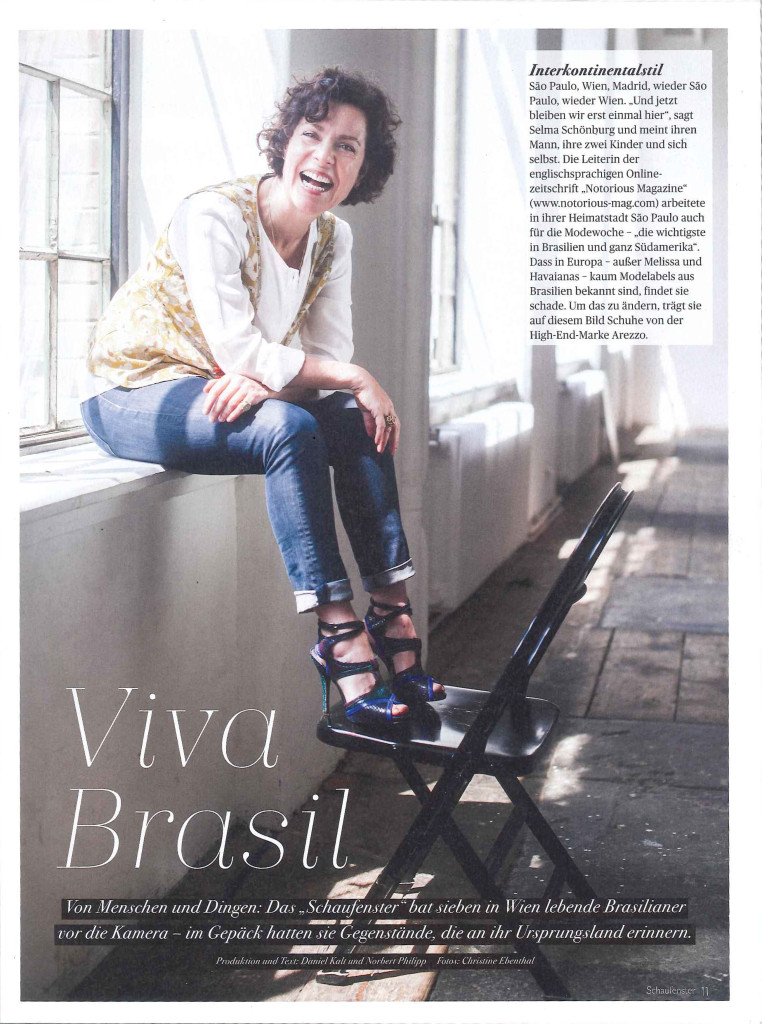 Interkontinentalstil
São Paulo, Wien, Madrid, wieder São
Paulo, wieder Wien. „Und jetzt
bleiben wir erst einmal hier“, sagt
Selma Schönburg und meint ihren
Mann, ihre zwei Kinder und sich
selbst. Die Leiterin der
englischsprachigen Online-
zeitschrift „Notorious Magazine“
(www.notorious-mag.com) arbeitete
in ihrer Heimatstadt São Paulo auch
für die Modewoche – „die wichtigste
in Brasilien und ganz Südamerika“.
Dass in Europa – außer Melissa und
Havaianas – kaum Modelabels aus
Brasilien bekannt sind, findet sie
schade. Um das zu ändern, trägt sie
auf diesem Bild Schuhe von der
High-End-Marke Arezzo.
Viva
Brasil
Von Menschen und Dingen: Das „Schaufenster“ bat sieben in Wien lebende Brasilianer
vor die Kamera – im Gepäck hatten sie Gegenstände, die an ihr Ursprungsland erinnern.
Produktion und Text: Daniel Kalt und Norbert Philipp Fotos: Christine Ebenthal
Schaufenster 11